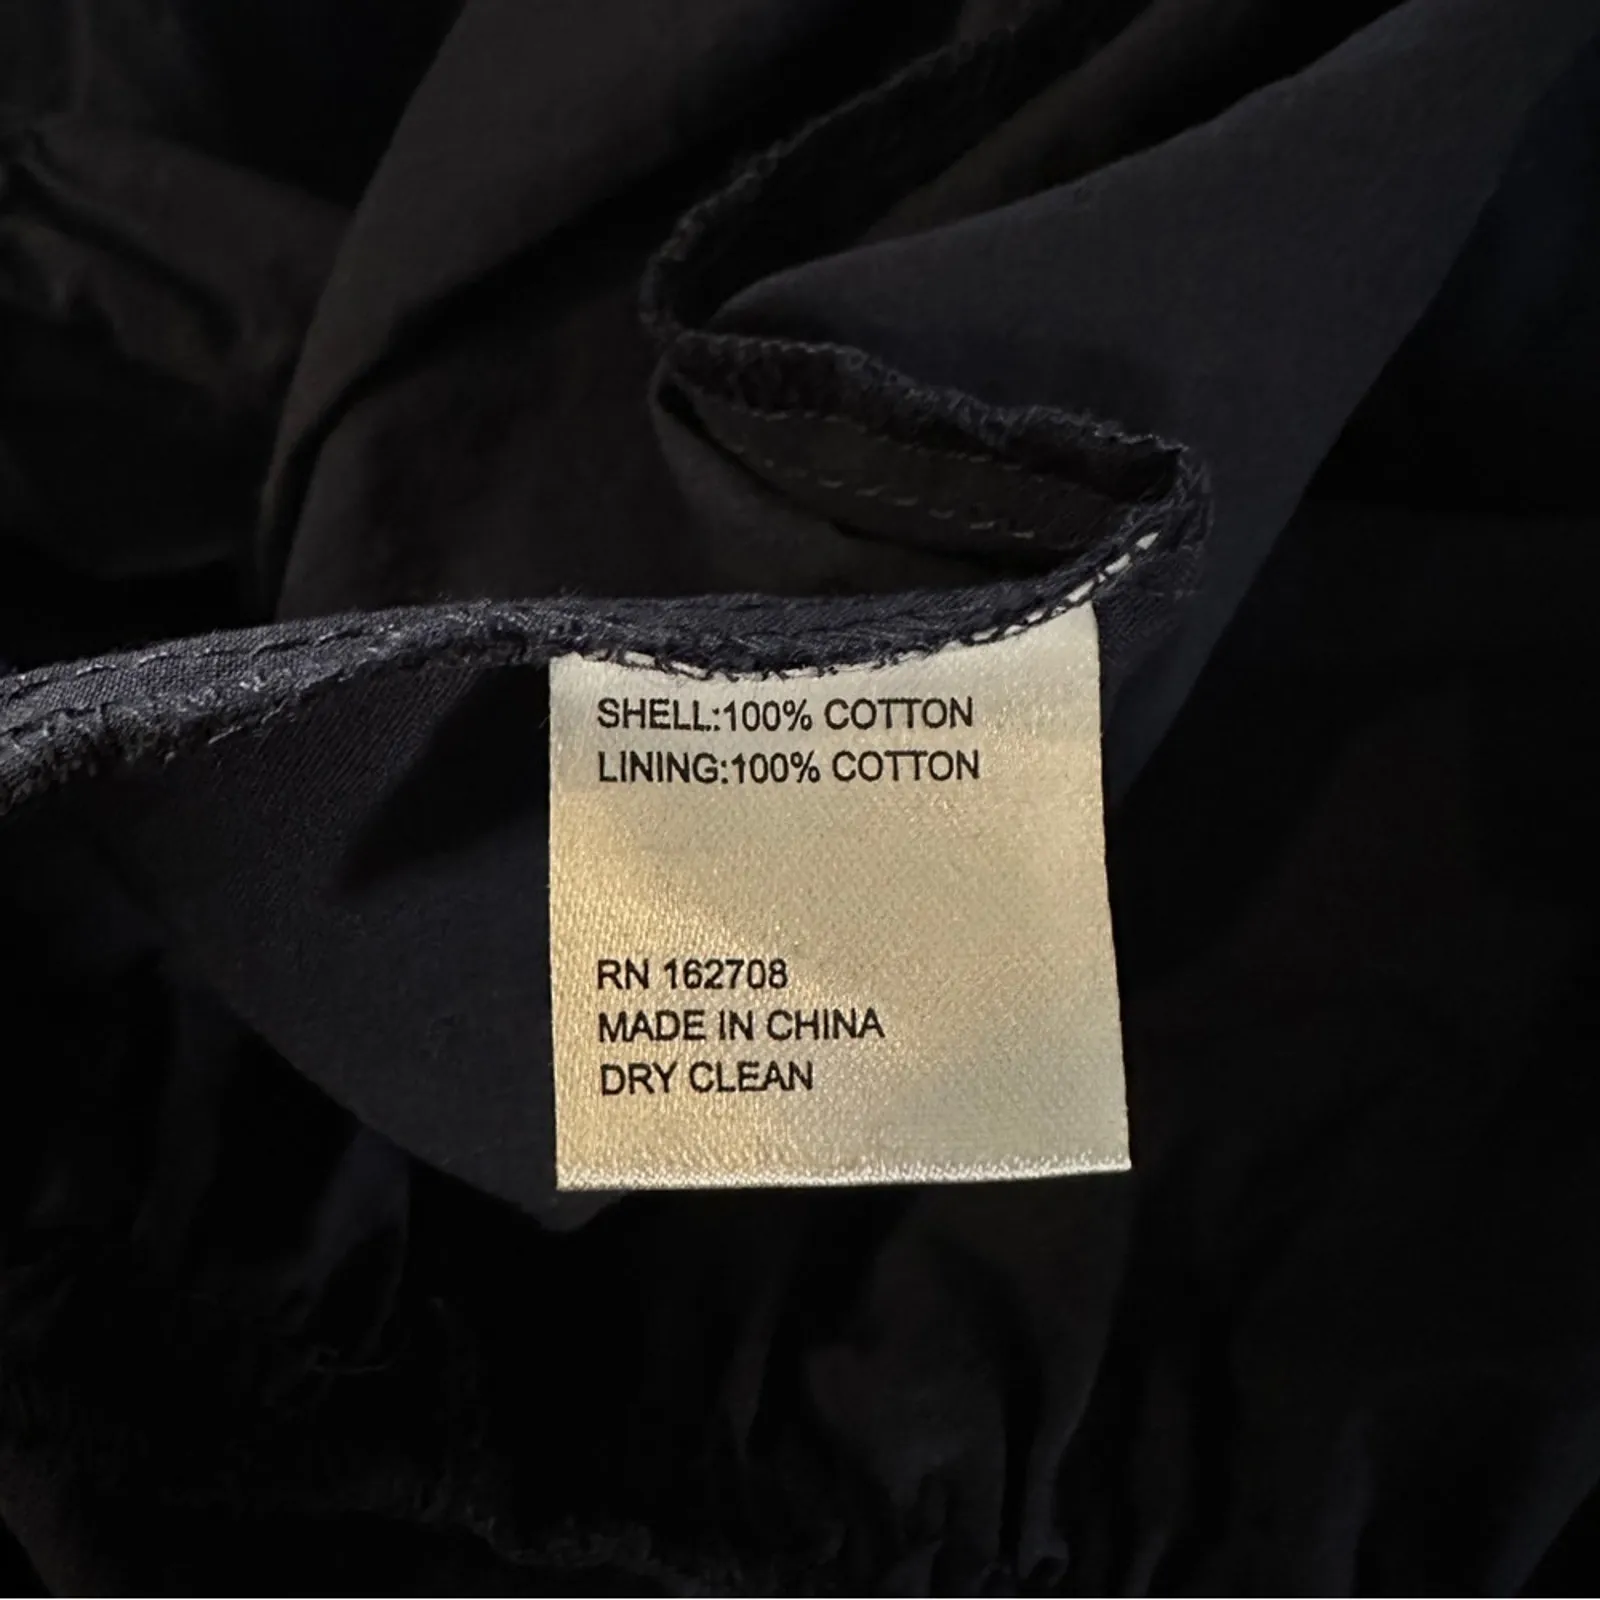 SHELL:100% COTTON
LINING:100% COTTON
RN 162708
MADE IN CHINA
DRY CLEAN